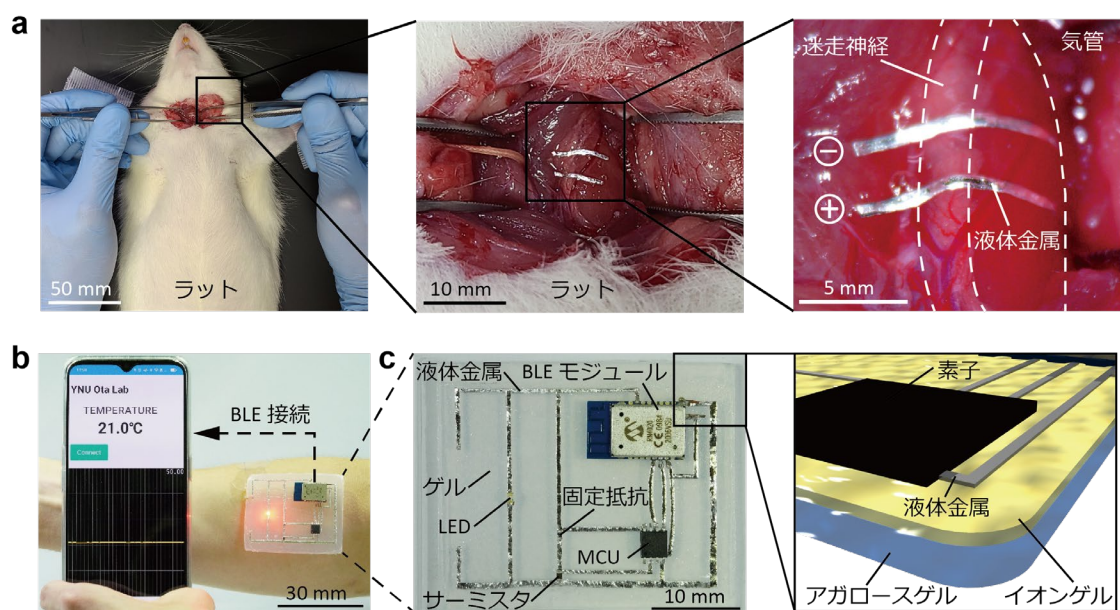 a
迷走神経
気管
−
+
液体金属
50 mm
ラット
10 mm
ラット
5 mm
b
YNU Ota Lab
TEMPERATURE
21.0℃
Connect
50.00
BLE 接続
30 mm
c
液体金属
BLE モジュール
ゲル
LED
固定抵抗
MCU
サーミスタ
10 mm
素子
液体金属
アガロースゲル
イオンゲル